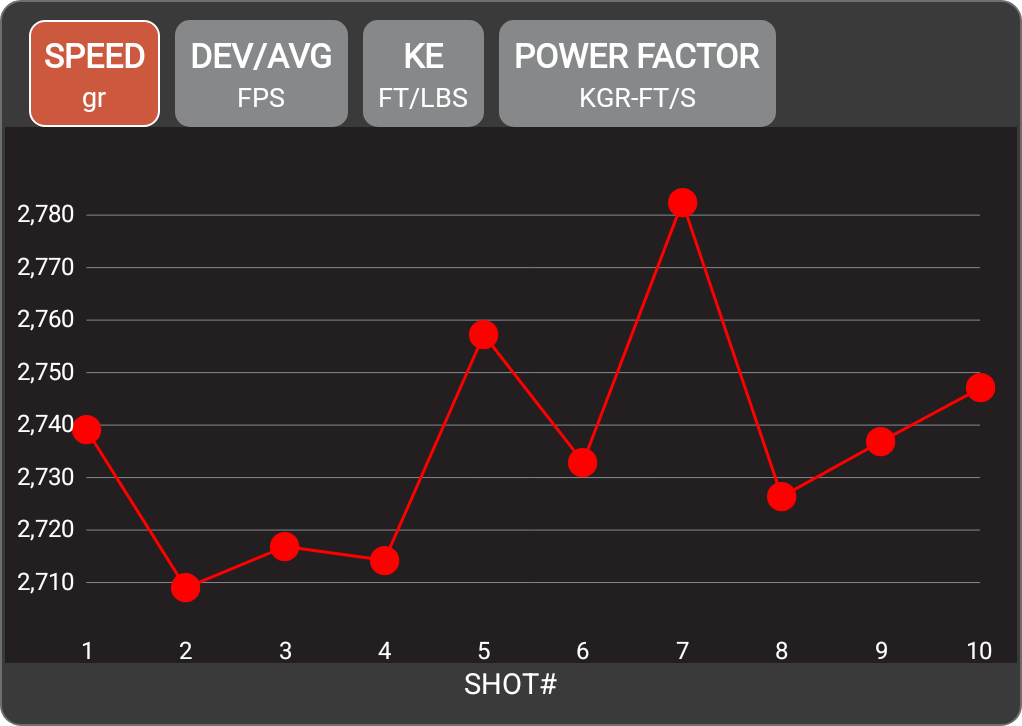 SPEED DEV/AVG KE POWER FACTOR
gr FPS FT/LBS KGR-FT/S
2,780
2,770
2,760
2,750
2,740
2,730
2,720
2,710
1 2 3 4 5 6 7 8 9 10
SHOT#